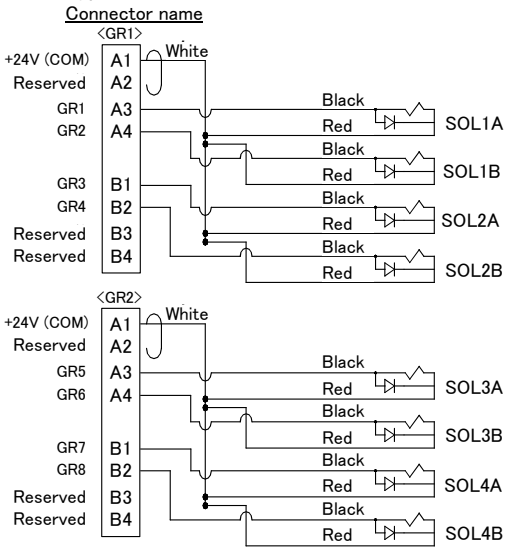 Connector name
<GR1>
+24V (COM) A1 White
Reserved A2
GR1 A3 Black
GR2 A4 Red SOL1A
Black
Red SOL1B
GR3 B1 Black
GR4 B2 Red SOL2A
Reserved B3 Black
Reserved B4 Red SOL2B
<GR2>
+24V (COM) A1 White
Reserved A2
GR5 A3 Black
GR6 A4 Red SOL3A
Black
Red SOL3B
GR7 B1 Black
GR8 B2 Red SOL4A
Reserved B3 Black
Reserved B4 Red SOL4B